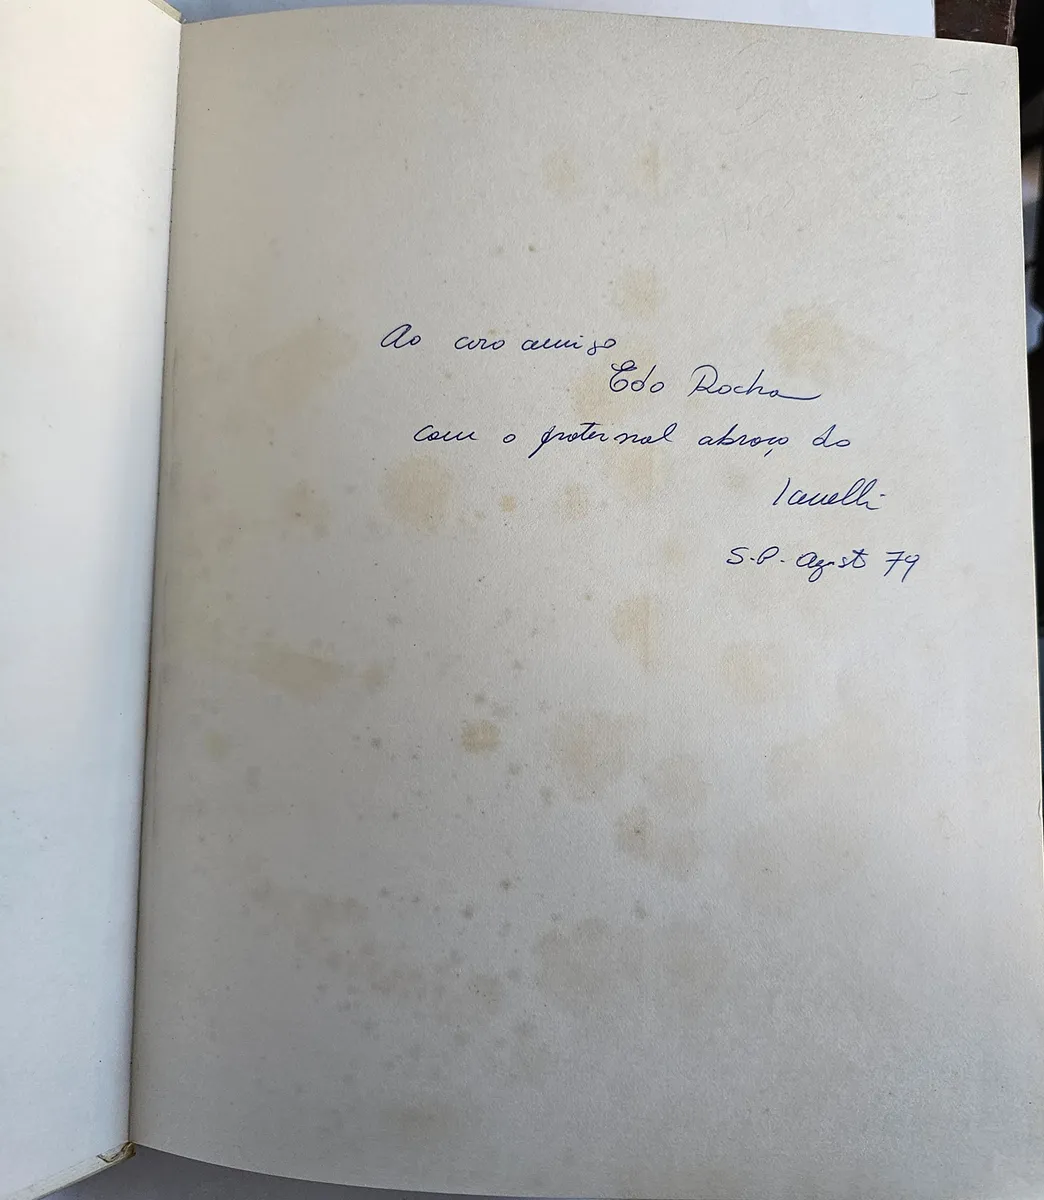 Ao caro amigo
Edo Rocha
com o fraternal abraço do
Ianelli
S.P. Agosto 79